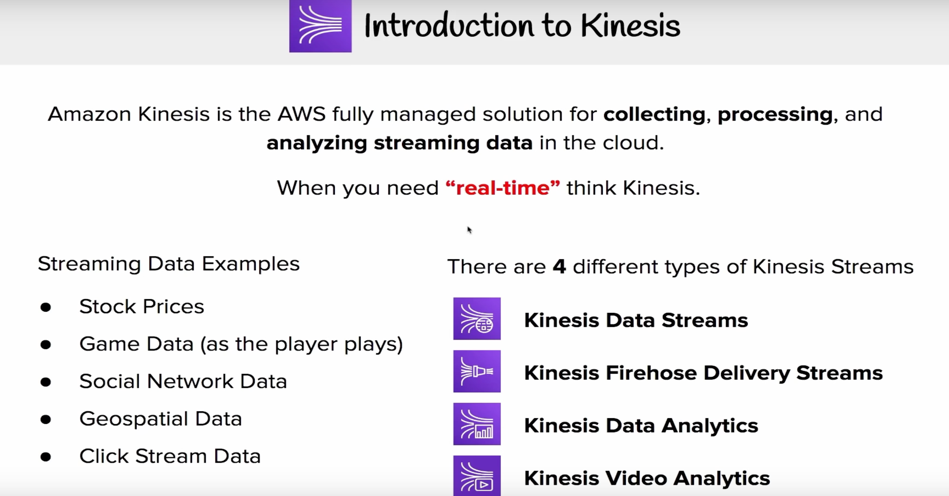 Introduction to Kinesis
Amazon Kinesis is the AWS fully managed solution for collecting, processing, and
analyzing streaming data in the cloud.
When you need “real-time” think Kinesis.
Streaming Data Examples
● Stock Prices
● Game Data (as the player plays)
● Social Network Data
● Geospatial Data
● Click Stream Data
There are 4 different types of Kinesis Streams
Kinesis Data Streams
Kinesis Firehose Delivery Streams
Kinesis Data Analytics
Kinesis Video Analytics